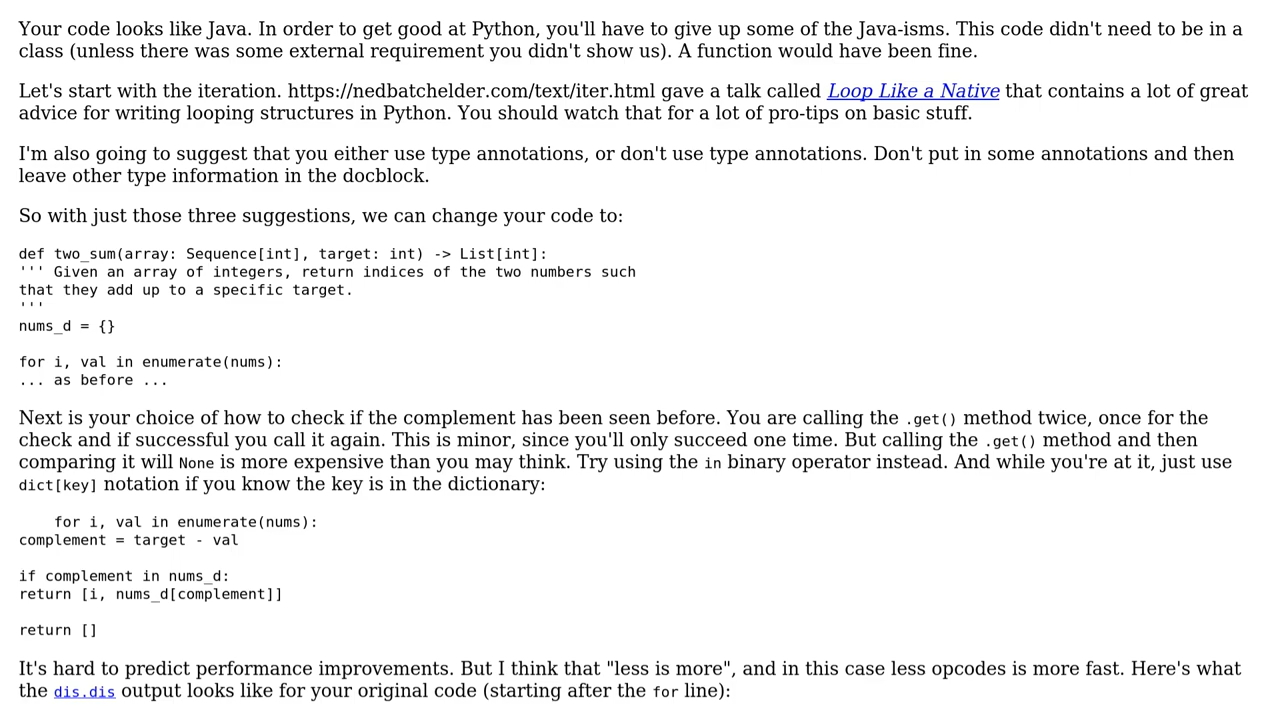 Your code looks like Java. In order to get good at Python, you'll have to give up some of the Java-isms. This code didn't need to be in a
class (unless there was some external requirement you didn't show us). A function would have been fine.
Let's start with the iteration. https://nedbatchelder.com/text/iter.html gave a talk called Loop Like a Native that contains a lot of great
advice for writing looping structures in Python. You should watch that for a lot of pro-tips on basic stuff.
I'm also going to suggest that you either use type annotations, or don't use type annotations. Don't put in some annotations and then
leave other type information in the docblock.
So with just those three suggestions, we can change your code to:
def two_sum(array: Sequence[int], target: int) -> List[int]:
''' Given an array of integers, return indices of the two numbers such
that they add up to a specific target.
'''
nums_d = {}
for i, val in enumerate(nums):
... as before ...
Next is your choice of how to check if the complement has been seen before. You are calling the .get() method twice, once for the
check and if successful you call it again. This is minor, since you'll only succeed one time. But calling the .get() method and then
comparing it will None is more expensive than you may think. Try using the in binary operator instead. And while you're at it, just use
dict[key] notation if you know the key is in the dictionary:
    for i, val in enumerate(nums):
complement = target - val
if complement in nums_d:
return [i, nums_d[complement]]
return []
It's hard to predict performance improvements. But I think that "less is more", and in this case less opcodes is more fast. Here's what
the dis.dis output looks like for your original code (starting after the for line):